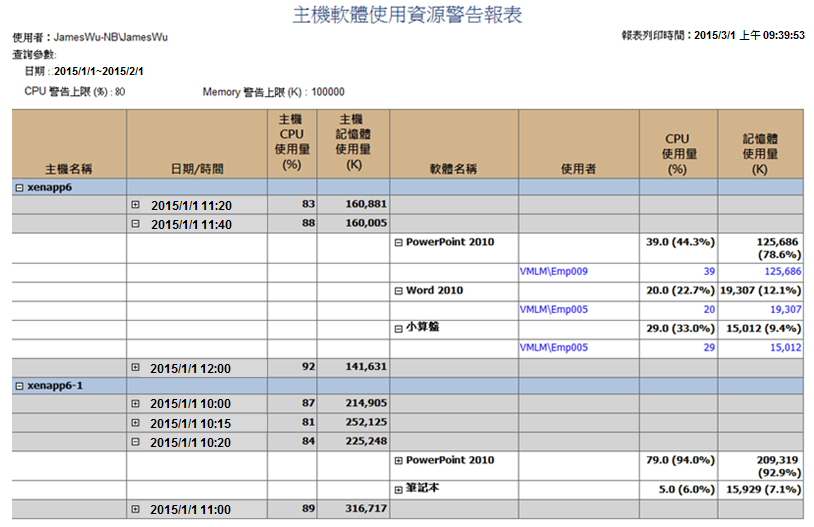 主機軟體使用資源警告報表
使用者：JamesWu-NB\JamesWu
報表列印時間：2015/3/1 上午 09:39:53
查詢參數:
日期 : 2015/1/1~2015/2/1
CPU 警告上限 (%) : 80 Memory 警告上限 (K) : 100000
主機名稱 日期/時間 主機 CPU 使用量 (%) 主機 記憶體 使用量 (K) 軟體名稱 使用者 CPU 使用量 (%) 記憶體 使用量 (K)
xenapp6
2015/1/1 11:20 83 160,881
2015/1/1 11:40 88 160,005
PowerPoint 2010 39.0 (44.3%) 125,686 (78.6%)
VMLM\Emp009 39 125,686
Word 2010 20.0 (22.7%) 19,307 (12.1%)
VMLM\Emp005 20 19,307
小算盤 29.0 (33.0%) 15,012 (9.4%)
VMLM\Emp005 29 15,012
2015/1/1 12:00 92 141,631
xenapp6-1
2015/1/1 10:00 87 214,905
2015/1/1 10:15 81 252,125
2015/1/1 10:20 84 225,248
PowerPoint 2010 79.0 (94.0%) 209,319 (92.9%)
筆記本 5.0 (6.0%) 15,929 (7.1%)
2015/1/1 11:00 89 316,717